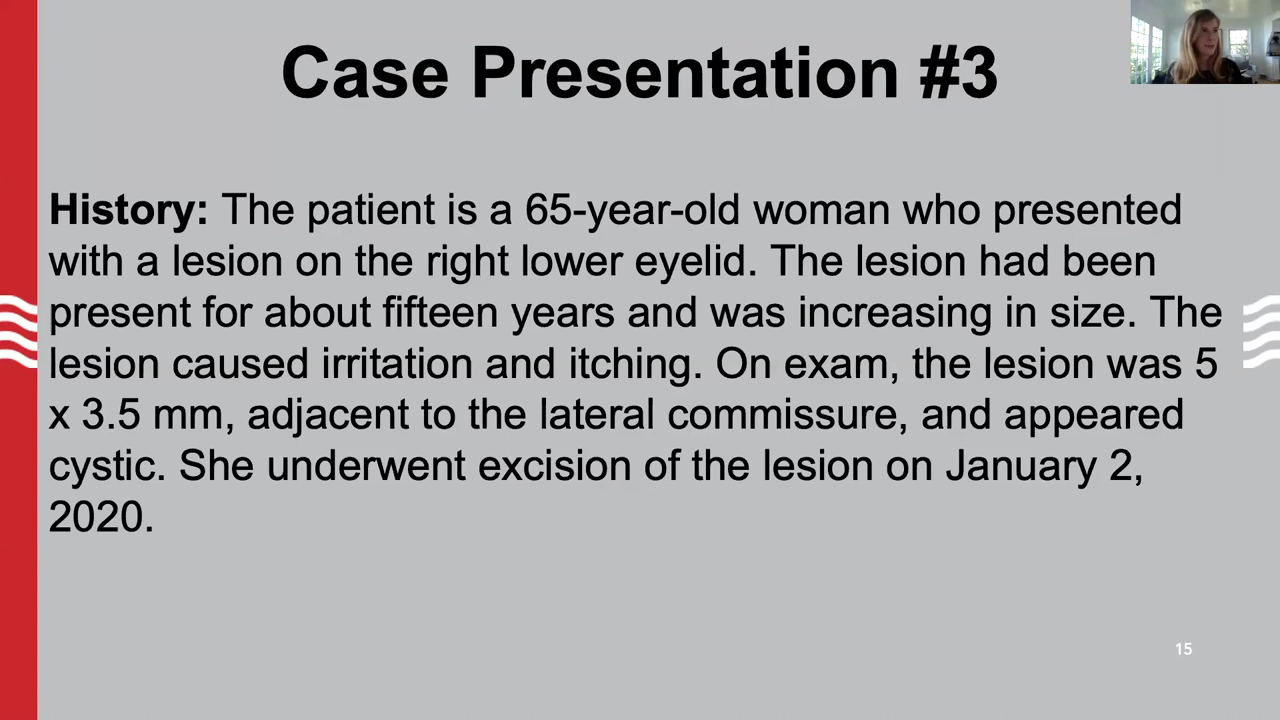 Case Presentation #3
History: The patient is a 65-year-old woman who presented
with a lesion on the right lower eyelid. The lesion had been
present for about fifteen years and was increasing in size. The
lesion caused irritation and itching. On exam, the lesion was 5
x 3.5 mm, adjacent to the lateral commissure, and appeared
cystic. She underwent excision of the lesion on January 2,
2020.
15